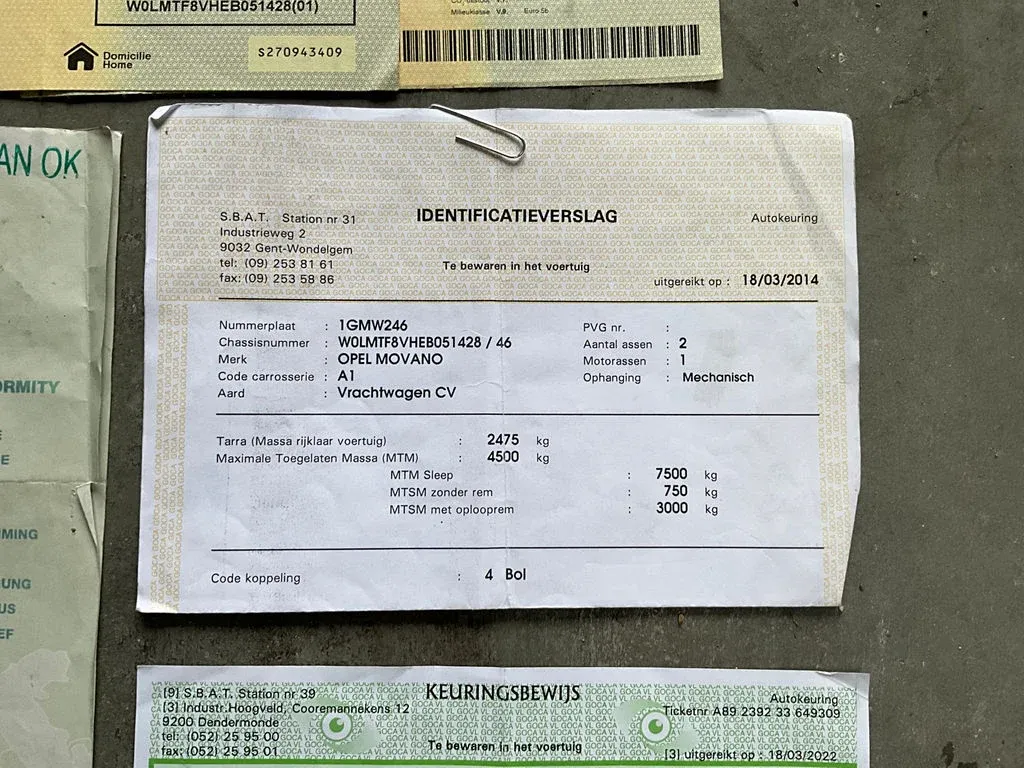 W0LMTF8VHEB051428(01)
Domicilie
Home
S270943409
Milieuklasse V.9 Euro 5b
AN OK
ORMITY
E
E
MING
UNG
US
EF
S.B.A.T. Station nr 31
Industrieweg 2
9032 Gent-Wondelgem
tel: (09) 253 81 61
fax: (09) 253 58 86
IDENTIFICATIEVERSLAG
Te bewaren in het voertuig
Autokeuring
uitgereikt op : 18/03/2014
Nummerplaat : 1GMW246
Chassisnummer : W0LMTF8VHEB051428 / 46
Merk : OPEL MOVANO
Code carrosserie : A1
Aard : Vrachtwagen CV
PVG nr. :
Aantal assen : 2
Motorassen : 1
Ophanging : Mechanisch
Tarra (Massa rijklaar voertuig) : 2475 kg
Maximale Toegelaten Massa (MTM) : 4500 kg
MTM Sleep : 7500 kg
MTSM zonder rem : 750 kg
MTSM met oplooprem : 3000 kg
Code koppeling : 4 Bol
[9] S.B.A.T. Station nr 39
[3] Industr.Hoogveld, Cooremannekens 12
9200 Dendermonde
tel: (052) 25 95 00
fax: (052) 25 95 01
KEURINGSBEWIJS
Te bewaren in het voertuig
Autokeuring
Ticketnr A89 2392 33 649309
[3] uitgereikt op : 18/03/2022